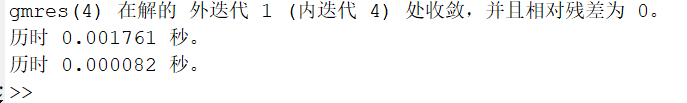 gmres(4) 在解的 外迭代 1 (内迭代 4) 处收敛，并且相对残差为 0。
历时 0.001761 秒。
历时 0.000082 秒。
>>